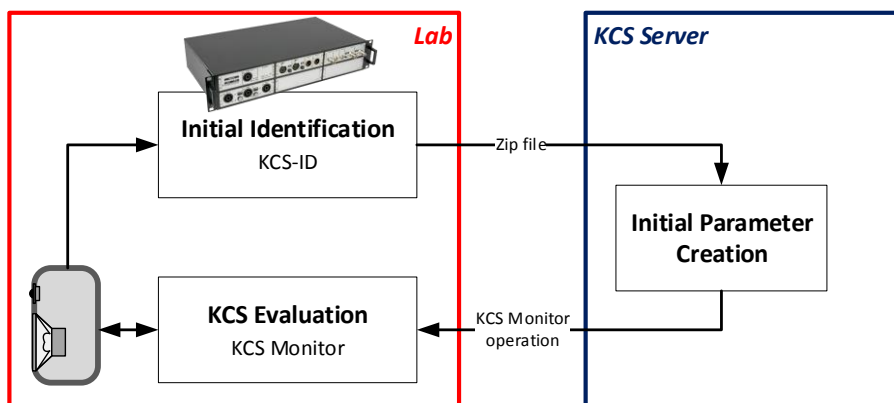 Lab
KCS Server
Initial Identification
KCS-ID
Zip file
Initial Parameter
Creation
KCS Evaluation
KCS Monitor
KCS Monitor
operation